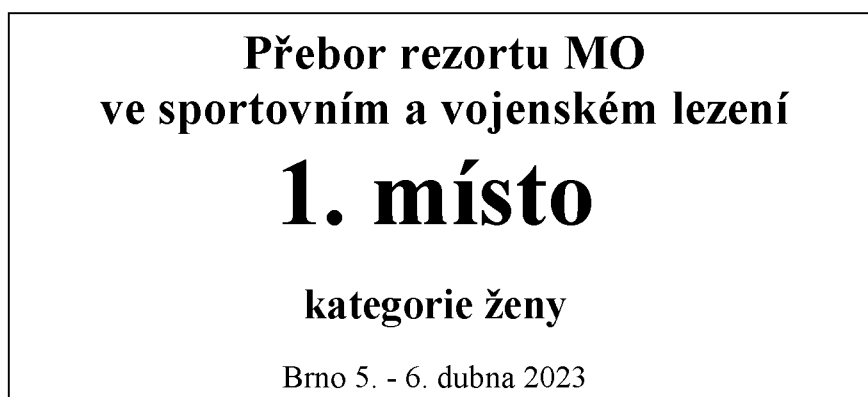 Přebor rezortu MO
ve sportovním a vojenském lezení
1. místo
kategorie ženy
Brno 5. - 6. dubna 2023